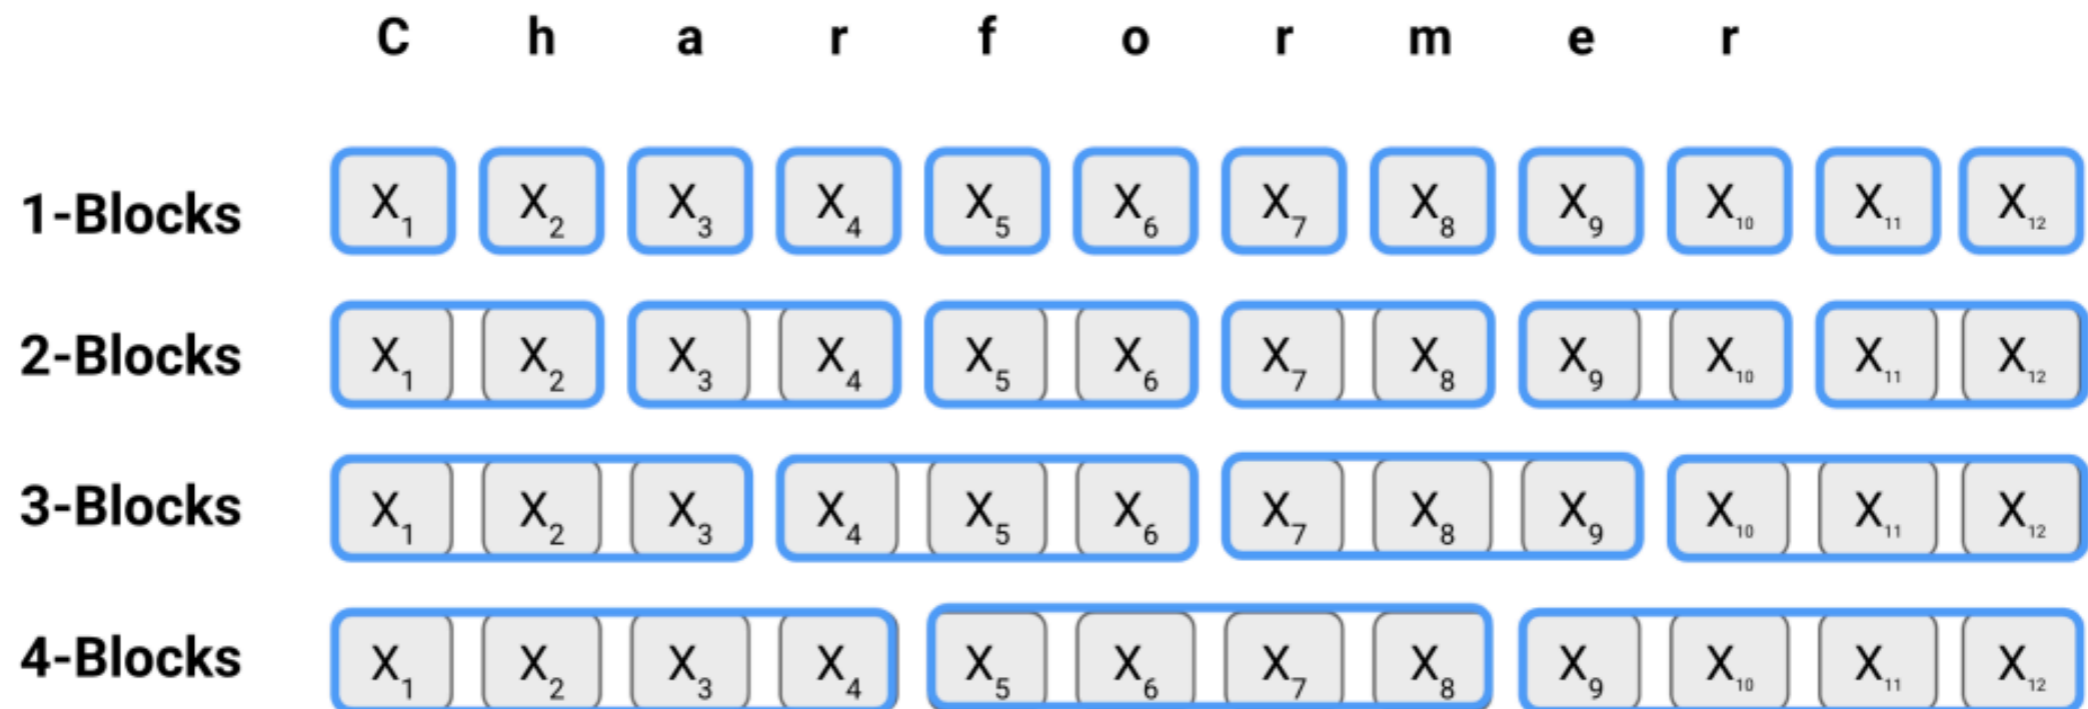 C h a r f o r m e r
1-Blocks X₁ X₂ X₃ X₄ X₅ X₆ X₇ X₈ X₉ X₁₀ X₁₁ X₁₂
2-Blocks X₁ X₂ X₃ X₄ X₅ X₆ X₇ X₈ X₉ X₁₀ X₁₁ X₁₂
3-Blocks X₁ X₂ X₃ X₄ X₅ X₆ X₇ X₈ X₉ X₁₀ X₁₁ X₁₂
4-Blocks X₁ X₂ X₃ X₄ X₅ X₆ X₇ X₈ X₉ X₁₀ X₁₁ X₁₂